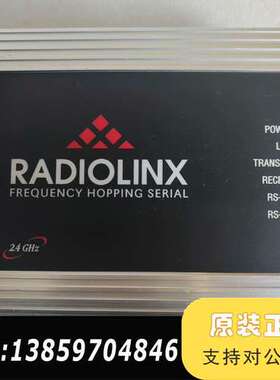 RADIOLINX
FREQUENCY HOPPING SERIAL
POW
L
TRANS
REC
RS-
RS-
2.4 GHz
原装正
支持对公
:13859704846